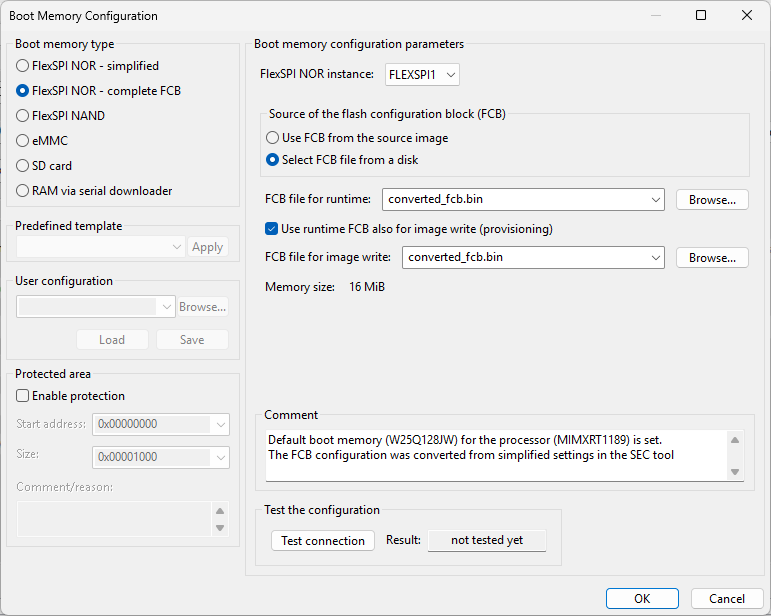 Boot Memory Configuration
Boot memory type
FlexSPI NOR - simplified
FlexSPI NOR - complete FCB
FlexSPI NAND
eMMC
SD card
RAM via serial downloader
Predefined template
Apply
User configuration
Browse...
Load Save
Protected area
Enable protection
Start address: 0x00000000
Size: 0x00001000
Comment/reason:
Boot memory configuration parameters
FlexSPI NOR instance: FLEXSPI1
Source of the flash configuration block (FCB)
Use FCB from the source image
Select FCB file from a disk
FCB file for runtime: converted_fcb.bin Browse...
Use runtime FCB also for image write (provisioning)
FCB file for image write: converted_fcb.bin Browse...
Memory size: 16 MiB
Comment
Default boot memory (W25Q128JW) for the processor (MIMXRT1189) is set.
The FCB configuration was converted from simplified settings in the SEC tool
Test the configuration
Test connection Result: not tested yet
OK Cancel